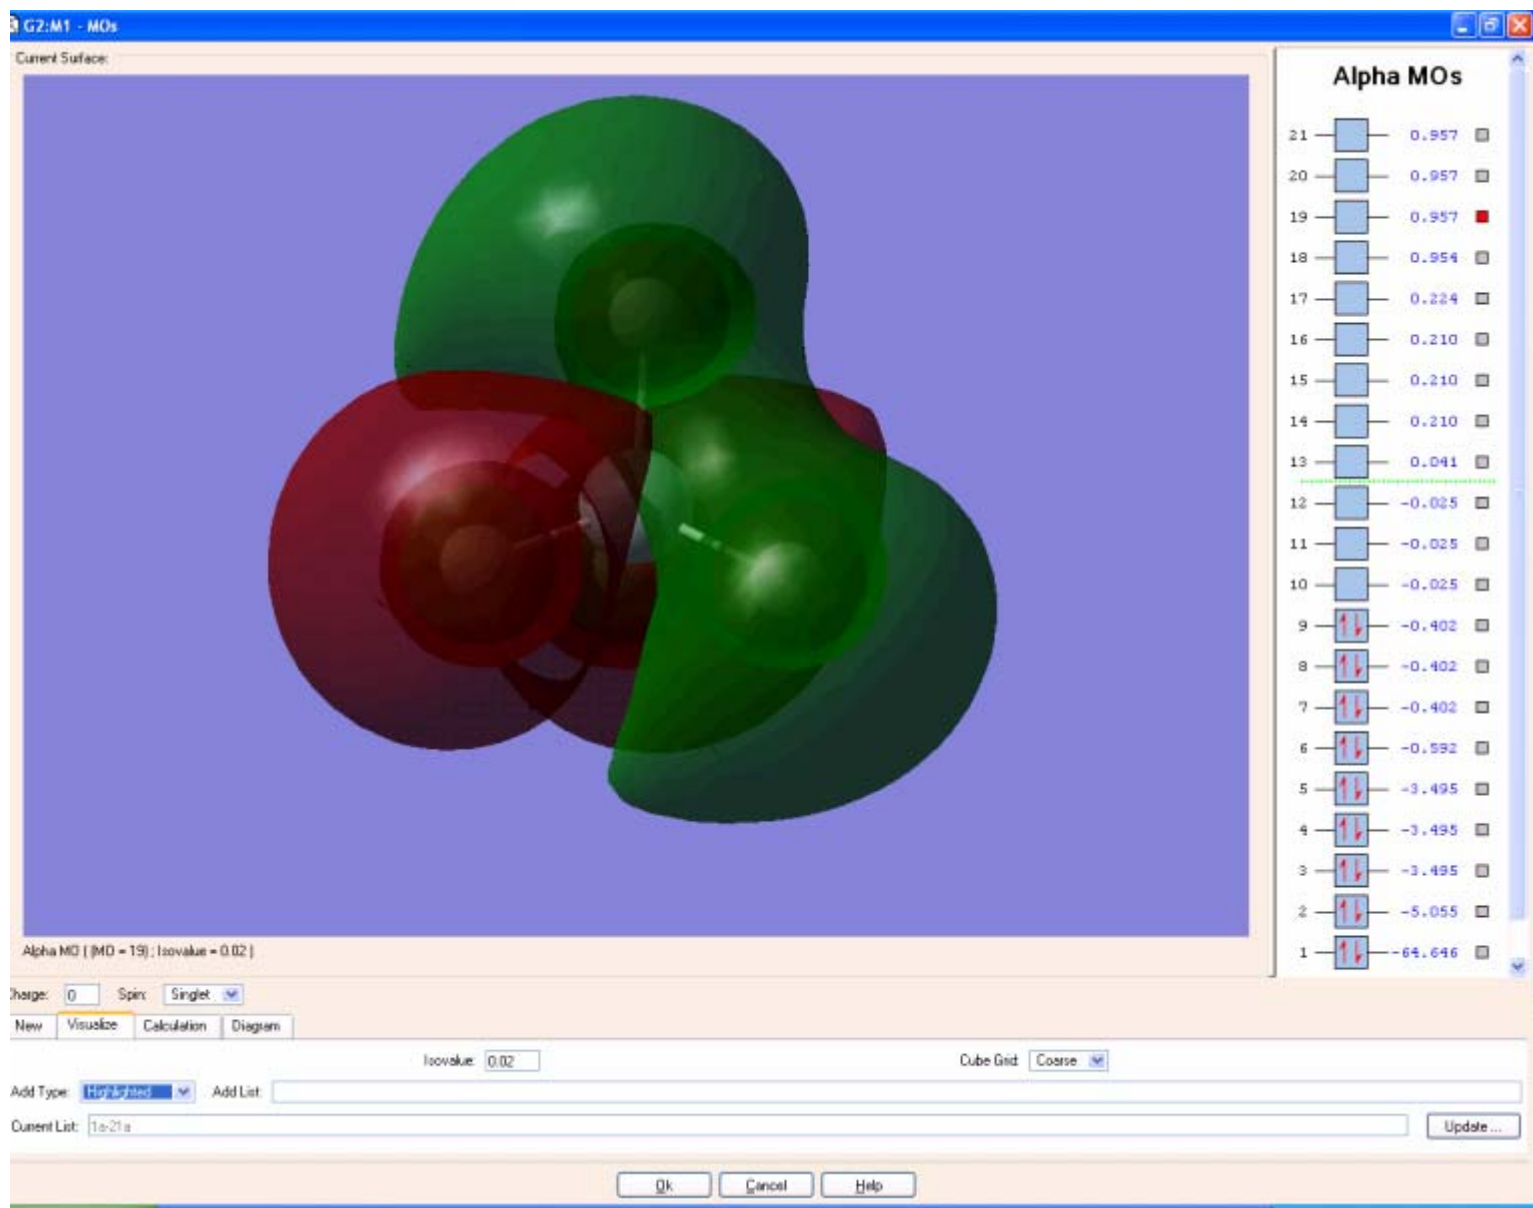 G2:M1 - MOs
Current Surface:
Alpha MOs
21 0.957
20 0.957
19 0.957
18 0.954
17 0.224
16 0.210
15 0.210
14 0.210
13 0.041
12 -0.025
11 -0.025
10 -0.025
9 -0.402
8 -0.402
7 -0.402
6 -0.592
5 -3.495
4 -3.495
3 -3.495
2 -5.055
1 -64.646
Alpha MO ( (MO = 19) ; Isovalue = 0.02 )
Charge: 0 Spin: Singlet
New Visualize Calculation Diagram
Isovalue: 0.02 Cube Grid: Coarse
Add Type: Highlighted Add List:
Current List: 1a-21a Update ...
Ok Cancel Help